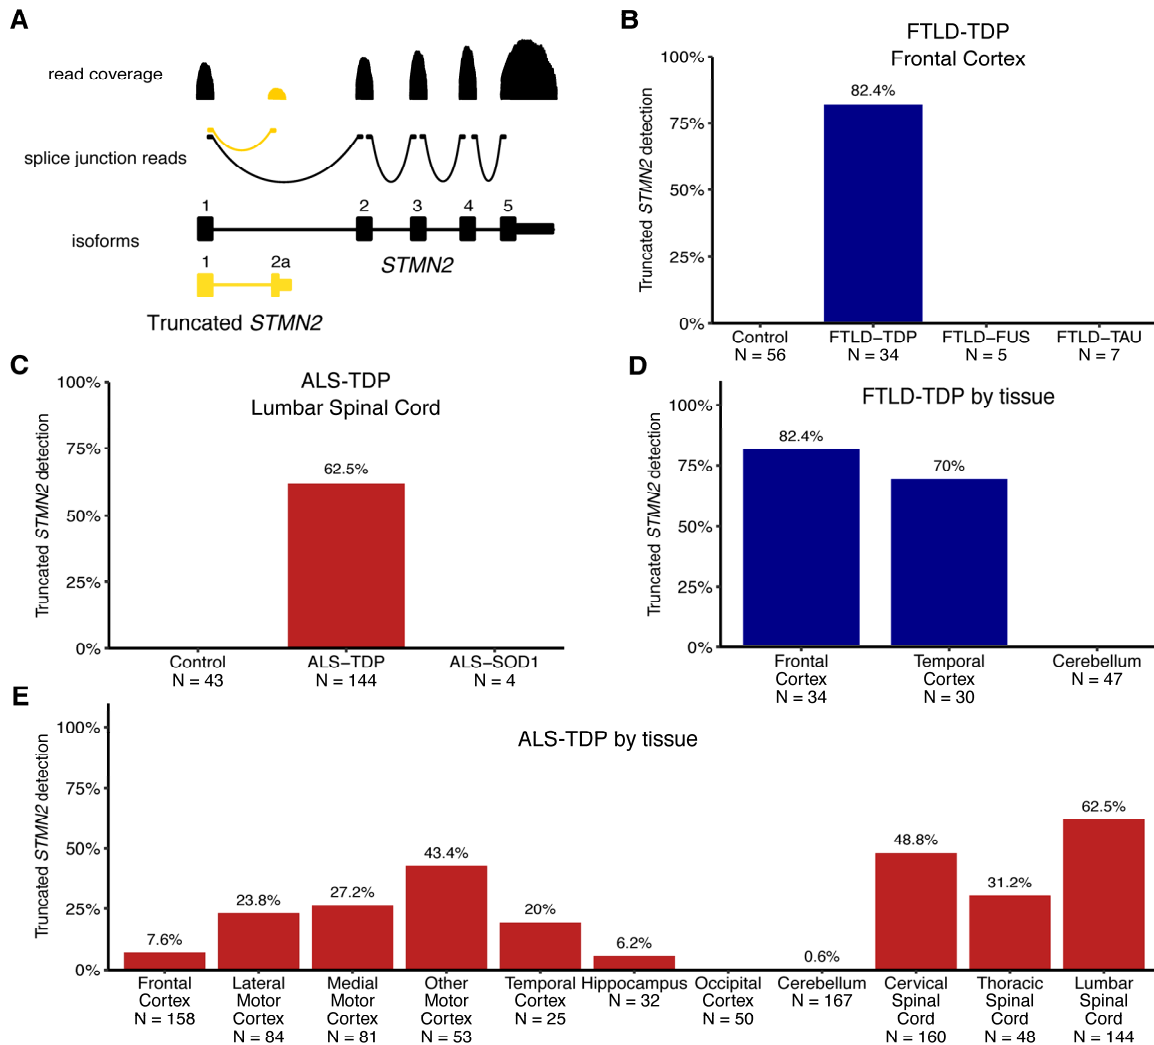 A
read coverage
splice junction reads
1 2 3 4 5
isoforms
STMN2
1 2a
Truncated STMN2
B
FTLD-TDP
Frontal Cortex
Truncated STMN2 detection
100%
75%
50%
25%
0%
82.4%
Control
N = 56
FTLD–TDP
N = 34
FTLD–FUS
N = 5
FTLD–TAU
N = 7
C
ALS-TDP
Lumbar Spinal Cord
Truncated STMN2 detection
100%
75%
50%
25%
0%
62.5%
Control
N = 43
ALS–TDP
N = 144
ALS–SOD1
N = 4
D
FTLD-TDP by tissue
Truncated STMN2 detection
100%
75%
50%
25%
0%
82.4%
70%
Frontal
Cortex
N = 34
Temporal
Cortex
N = 30
Cerebellum
N = 47
E
ALS-TDP by tissue
Truncated STMN2 detection
100%
75%
50%
25%
0%
7.6%
23.8%
27.2%
43.4%
20%
6.2%
0.6%
48.8%
31.2%
62.5%
Frontal
Cortex
N = 158
Lateral
Motor
Cortex
N = 84
Medial
Motor
Cortex
N = 81
Other
Motor
Cortex
N = 53
Temporal
Cortex
N = 25
Hippocampus
N = 32
Occipital
Cortex
N = 50
Cerebellum
N = 167
Cervical
Spinal
Cord
N = 160
Thoracic
Spinal
Cord
N = 48
Lumbar
Spinal
Cord
N = 144